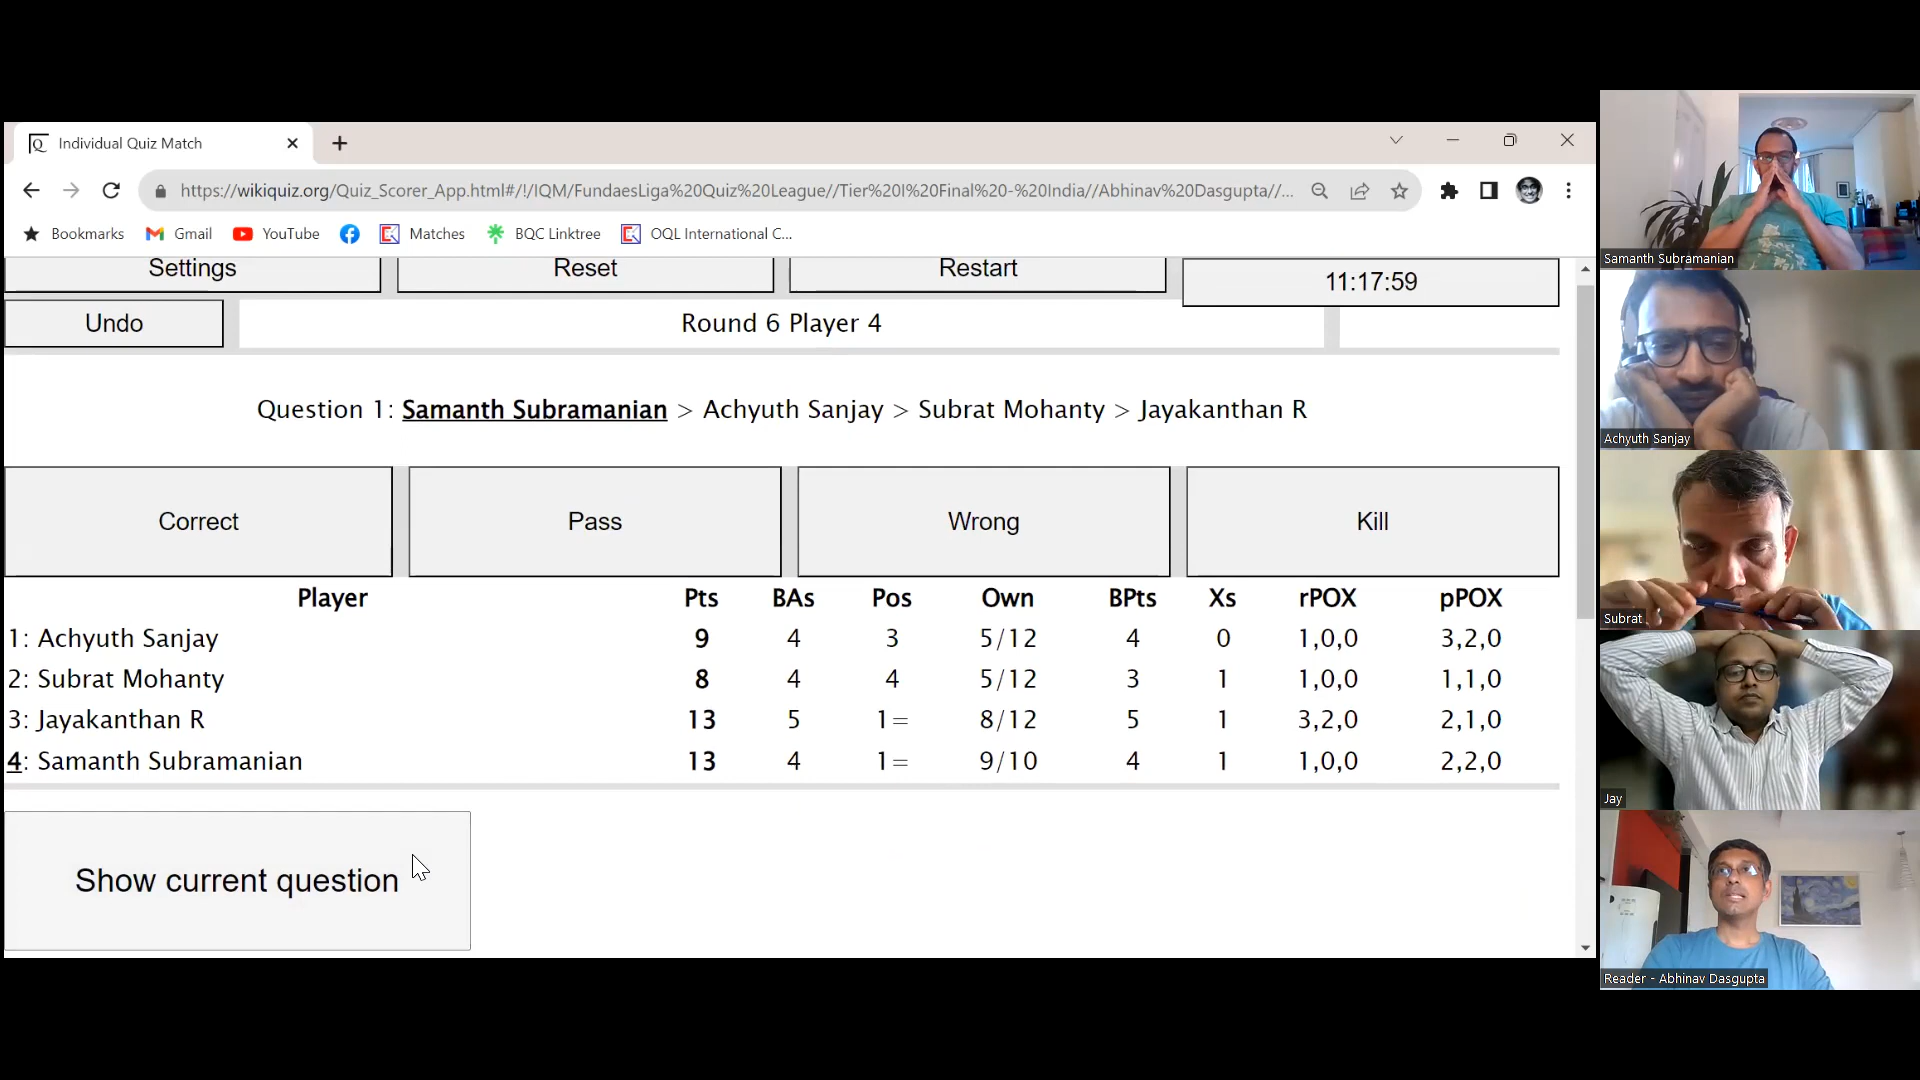 Individual Quiz Match
https://wikiquiz.org/Quiz_Scorer_App.html#/!/IQM/FundaesLiga%20Quiz%20League//Tier%20I%20Final%20-%20India//Abhinav%20Dasgupta//...
Bookmarks Gmail YouTube Matches BQC Linktree OQL International C...
Settings Reset Restart 11:17:59
Undo Round 6 Player 4
Question 1: Samanth Subramanian > Achyuth Sanjay > Subrat Mohanty > Jayakanthan R
Correct Pass Wrong Kill
Player Pts BAs Pos Own BPts Xs rPOX pPOX
1: Achyuth Sanjay 9 4 3 5/12 4 0 1,0,0 3,2,0
2: Subrat Mohanty 8 4 4 5/12 3 1 1,0,0 1,1,0
3: Jayakanthan R 13 5 1= 8/12 5 1 3,2,0 2,1,0
4: Samanth Subramanian 13 4 1= 9/10 4 1 1,0,0 2,2,0
Show current question
Samanth Subramanian
Achyuth Sanjay
Subrat
Jay
Reader - Abhinav Dasgupta